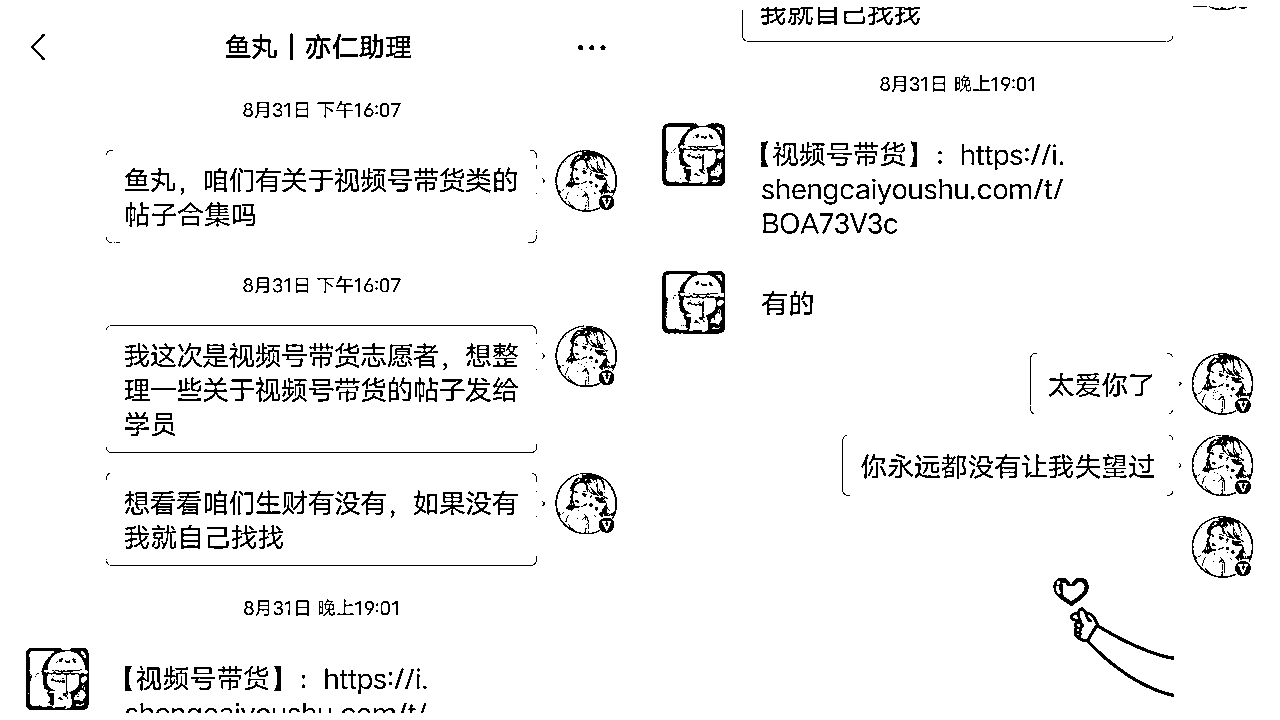 鱼丸 | 亦仁助理
8月31日 下午16:07
鱼丸，咱们有关于视频号带货类的
帖子合集吗
8月31日 下午16:07
我这次是视频号带货志愿者，想整
理一些关于视频号带货的帖子发给
学员
想看看咱们生财有没有，如果没有
我就自己找找
8月31日 晚上19:01
【视频号带货】：https://i.
shengcaiyoushu.com/t/
我就自己找找
8月31日 晚上19:01
【视频号带货】：https://i.
shengcaiyoushu.com/t/
BOA73V3c
有的
太爱你了
你永远都没有让我失望过